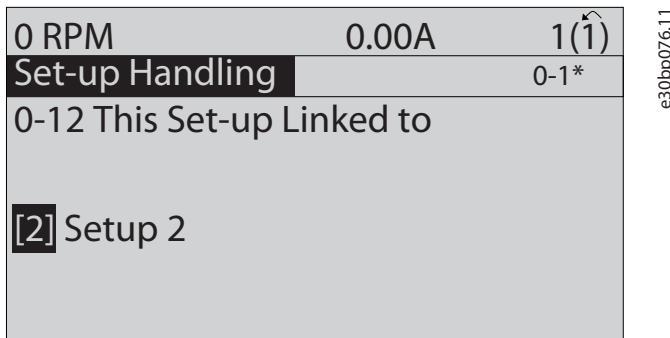 0 RPM 0.00A 1(1)
Set-up Handling 0-1*
0-12 This Set-up Linked to
[2] Setup 2
e30bp076.11